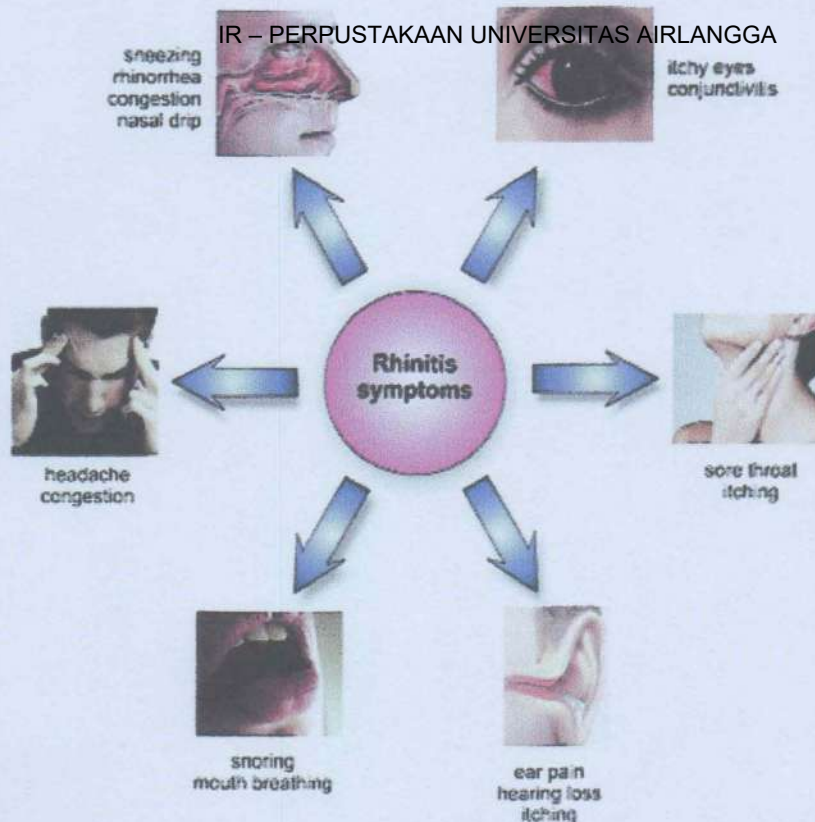 IR – PERPUSTAKAAN UNIVERSITAS AIRLANGGA
sneezing
rhinorrhea
congestion
nasal drip
itchy eyes
conjunctivitis
Rhinitis
symptoms
headache
congestion
sore throat
itching
snoring
mouth breathing
ear pain
hearing loss
itching